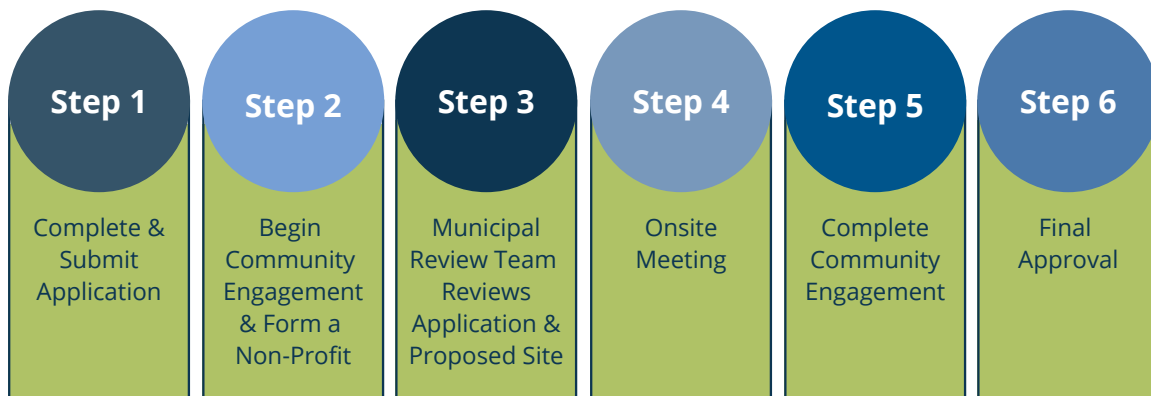 Step 1
Complete &
Submit
Application
Step 2
Begin
Community
Engagement
& Form a
Non-Profit
Step 3
Municipal
Review Team
Reviews
Application &
Proposed Site
Step 4
Onsite
Meeting
Step 5
Complete
Community
Engagement
Step 6
Final
Approval